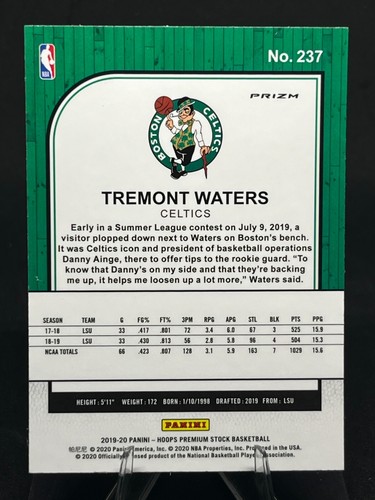 No. 237
NBA
PRIZM
BOSTON CELTICS
TREMONT WATERS
CELTICS
Early in a Summer League contest on July 9, 2019, a
visitor plopped down next to Waters on Boston's bench.
It was Celtics icon and president of basketball operations
Danny Ainge, there to offer tips to the rookie guard. "To
know that Danny's on my side and that they're backing
me up, it helps me loosen up a lot more," Waters said.
SEASON TEAM G FG% FT% 3PM RPG APG STL BLK PTS PPG
17-18 LSU 33 .417 .801 72 3.4 6.0 67 3 525 15.9
18-19 LSU 33 .430 .813 56 2.8 5.8 96 4 504 15.3
NCAA TOTALS 66 .423 .807 128 3.1 5.9 163 7 1029 15.6
HEIGHT: 5'11" WEIGHT: 172 BORN: 1/10/1998 DRAFTED: 2019 FROM: LSU
PANINI
2019-20 PANINI – HOOPS PREMIUM STOCK BASKETBALL
帕尼尼 © 2020 Panini America, Inc. © 2020 NBA Properties, Inc. Produced in the USA.
© 2020 Officially licensed product of the National Basketball Players Association.